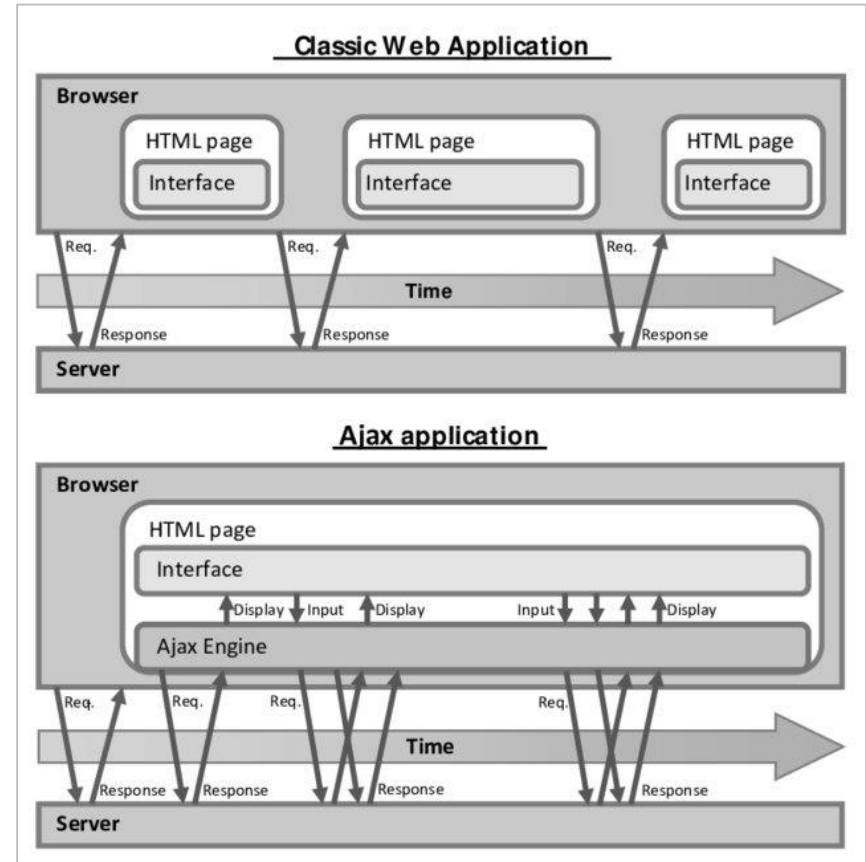 Classic Web Application
Browser
HTML page HTML page HTML page
Interface Interface Interface
Req. Req. Req.
Time
Response Response Response
Server
Ajax application
Browser
HTML page
Interface
Display Input Display Input Display
Ajax Engine
Req. Req. Req. Req.
Time
Response Response Response Response
Server